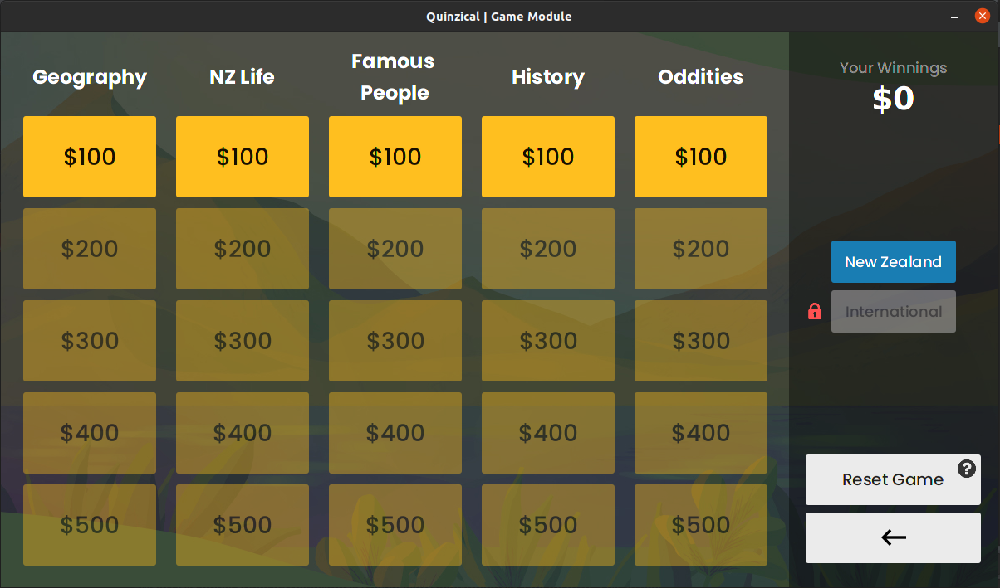 Quinzical | Game Module
Geography
NZ Life
Famous
People
History
Oddities
$100
$100
$100
$100
$100
$200
$200
$200
$200
$200
$300
$300
$300
$300
$300
$400
$400
$400
$400
$400
$500
$500
$500
$500
$500
Your Winnings
$0
New Zealand
International
Reset Game
?